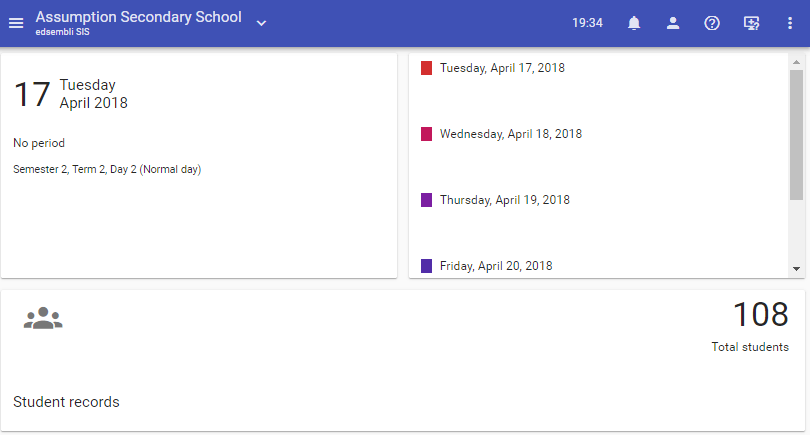 Assumption Secondary School
edsembli SIS
19:34
17
Tuesday
April 2018
No period
Semester 2, Term 2, Day 2 (Normal day)
Tuesday, April 17, 2018
Wednesday, April 18, 2018
Thursday, April 19, 2018
Friday, April 20, 2018
108
Total students
Student records